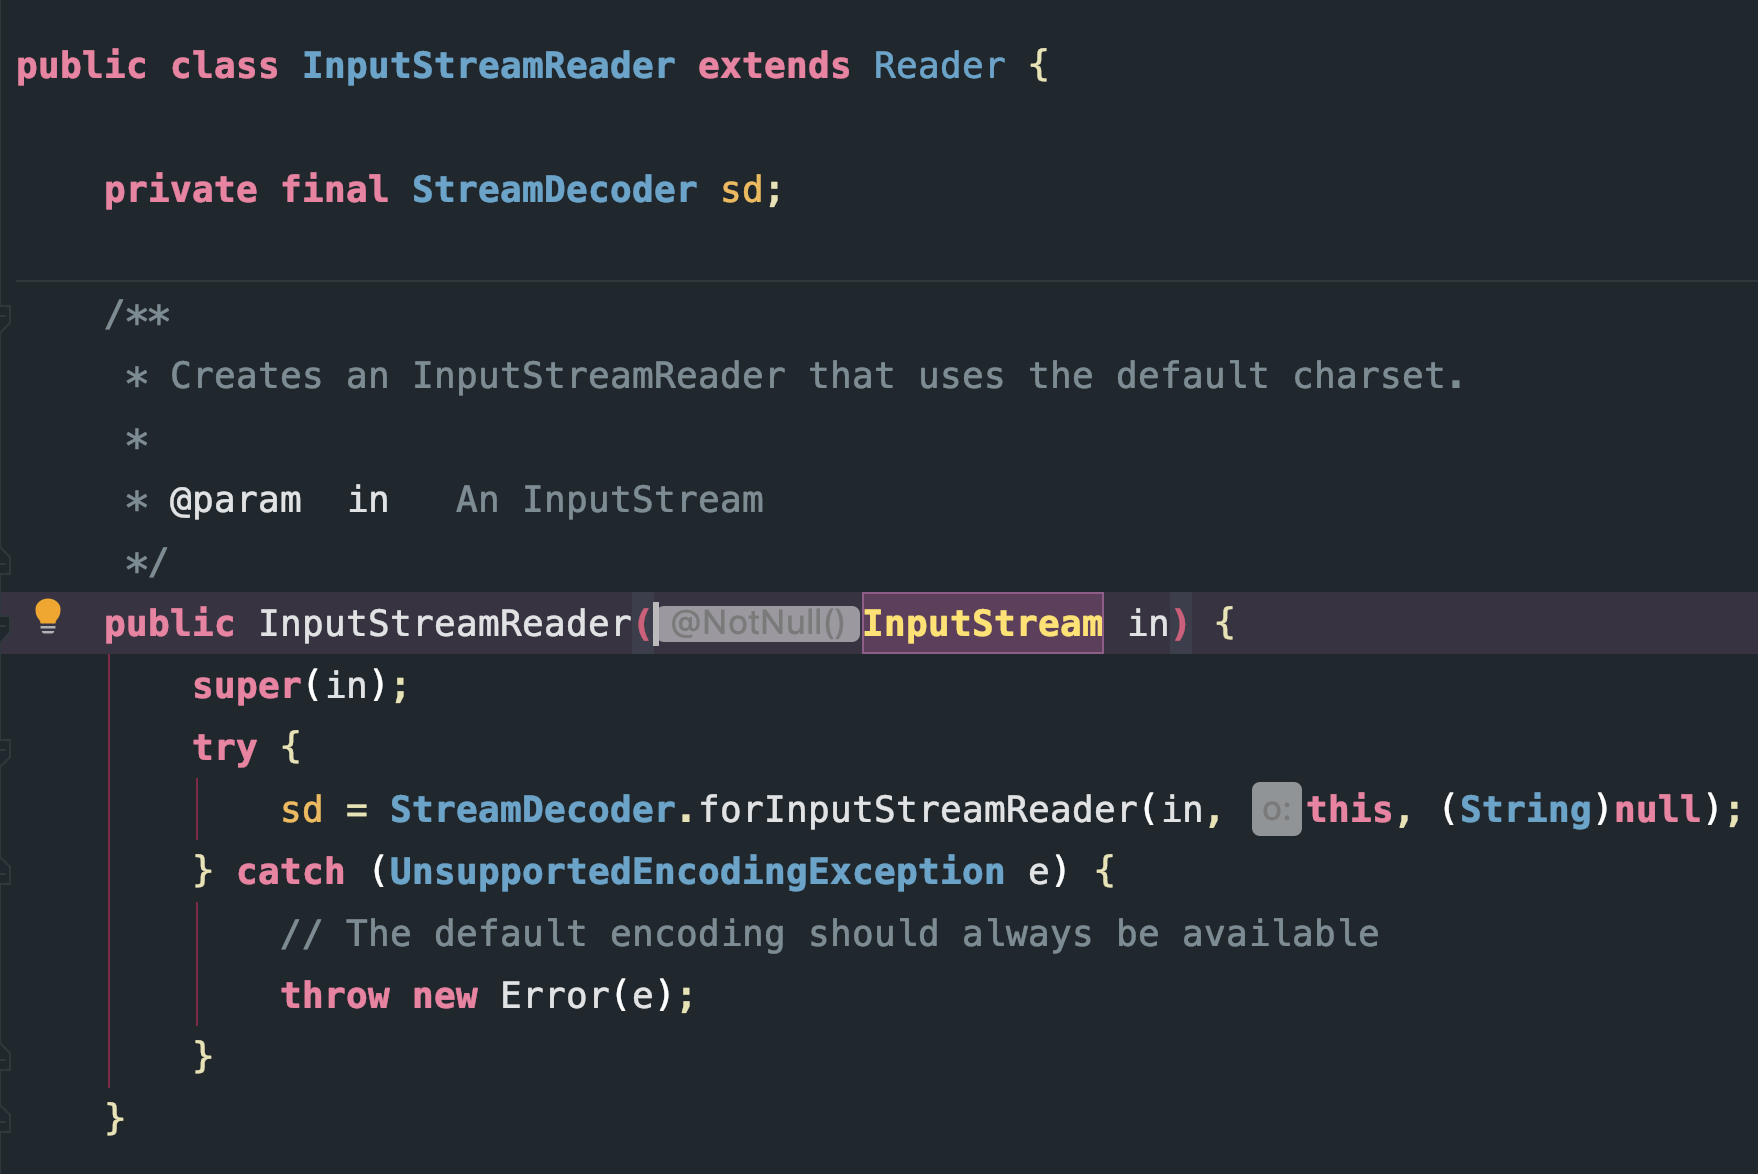 public class InputStreamReader extends Reader {
private final StreamDecoder sd;
/**
* Creates an InputStreamReader that uses the default charset.
*
* @param  in   An InputStream
*/
public InputStreamReader( @NotNull() InputStream in) {
super(in);
try {
sd = StreamDecoder.forInputStreamReader(in, o: this, (String)null);
} catch (UnsupportedEncodingException e) {
// The default encoding should always be available
throw new Error(e);
}
}